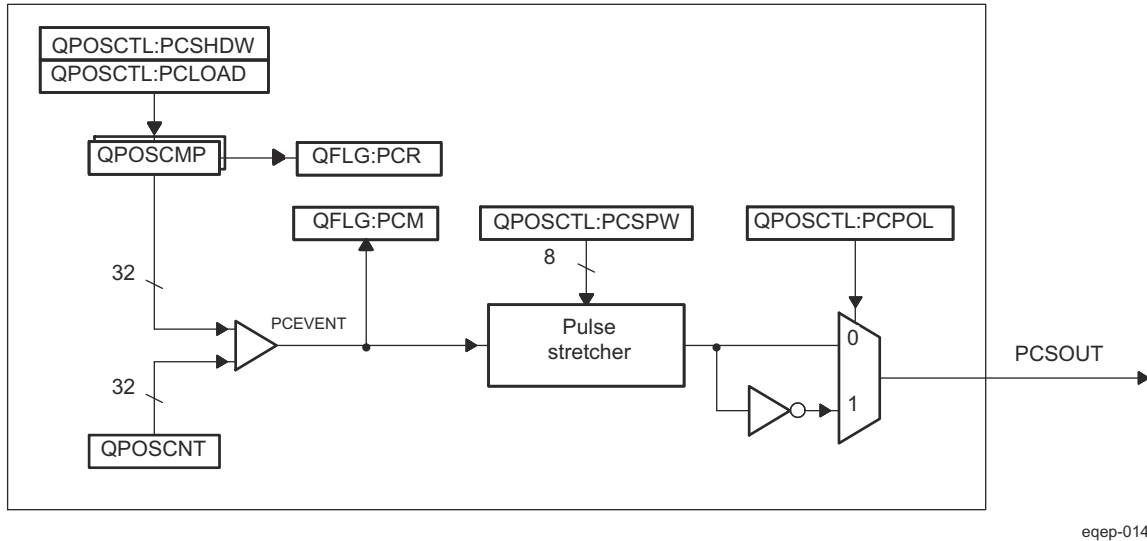 QPOSCTL:PCSHDW
QPOSCTL:PCLOAD
QPOSCMP
QFLG:PCR
QFLG:PCM
QPOSCTL:PCSPW
QPOSCTL:PCPOL
8
32
PCEVENT
Pulse
stretcher
0
PCSOUT
32
1
QPOSCNT
eqep-014